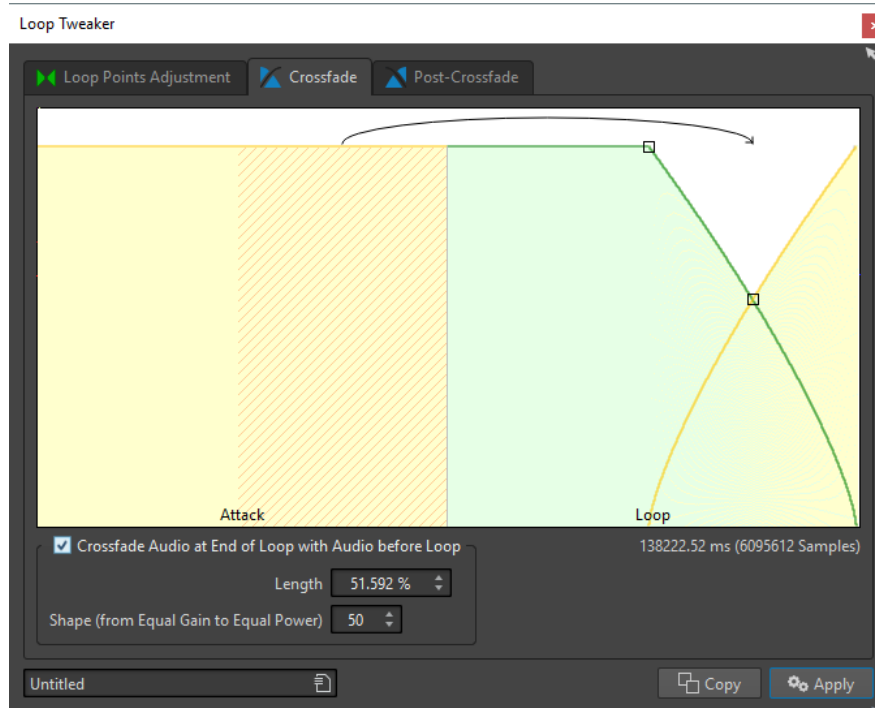 Loop Tweaker
Loop Points Adjustment
Crossfade
Post-Crossfade
Attack
Loop
Crossfade Audio at End of Loop with Audio before Loop
138222.52 ms (6095612 Samples)
Length 51.592 %
Shape (from Equal Gain to Equal Power) 50
Untitled
Copy
Apply